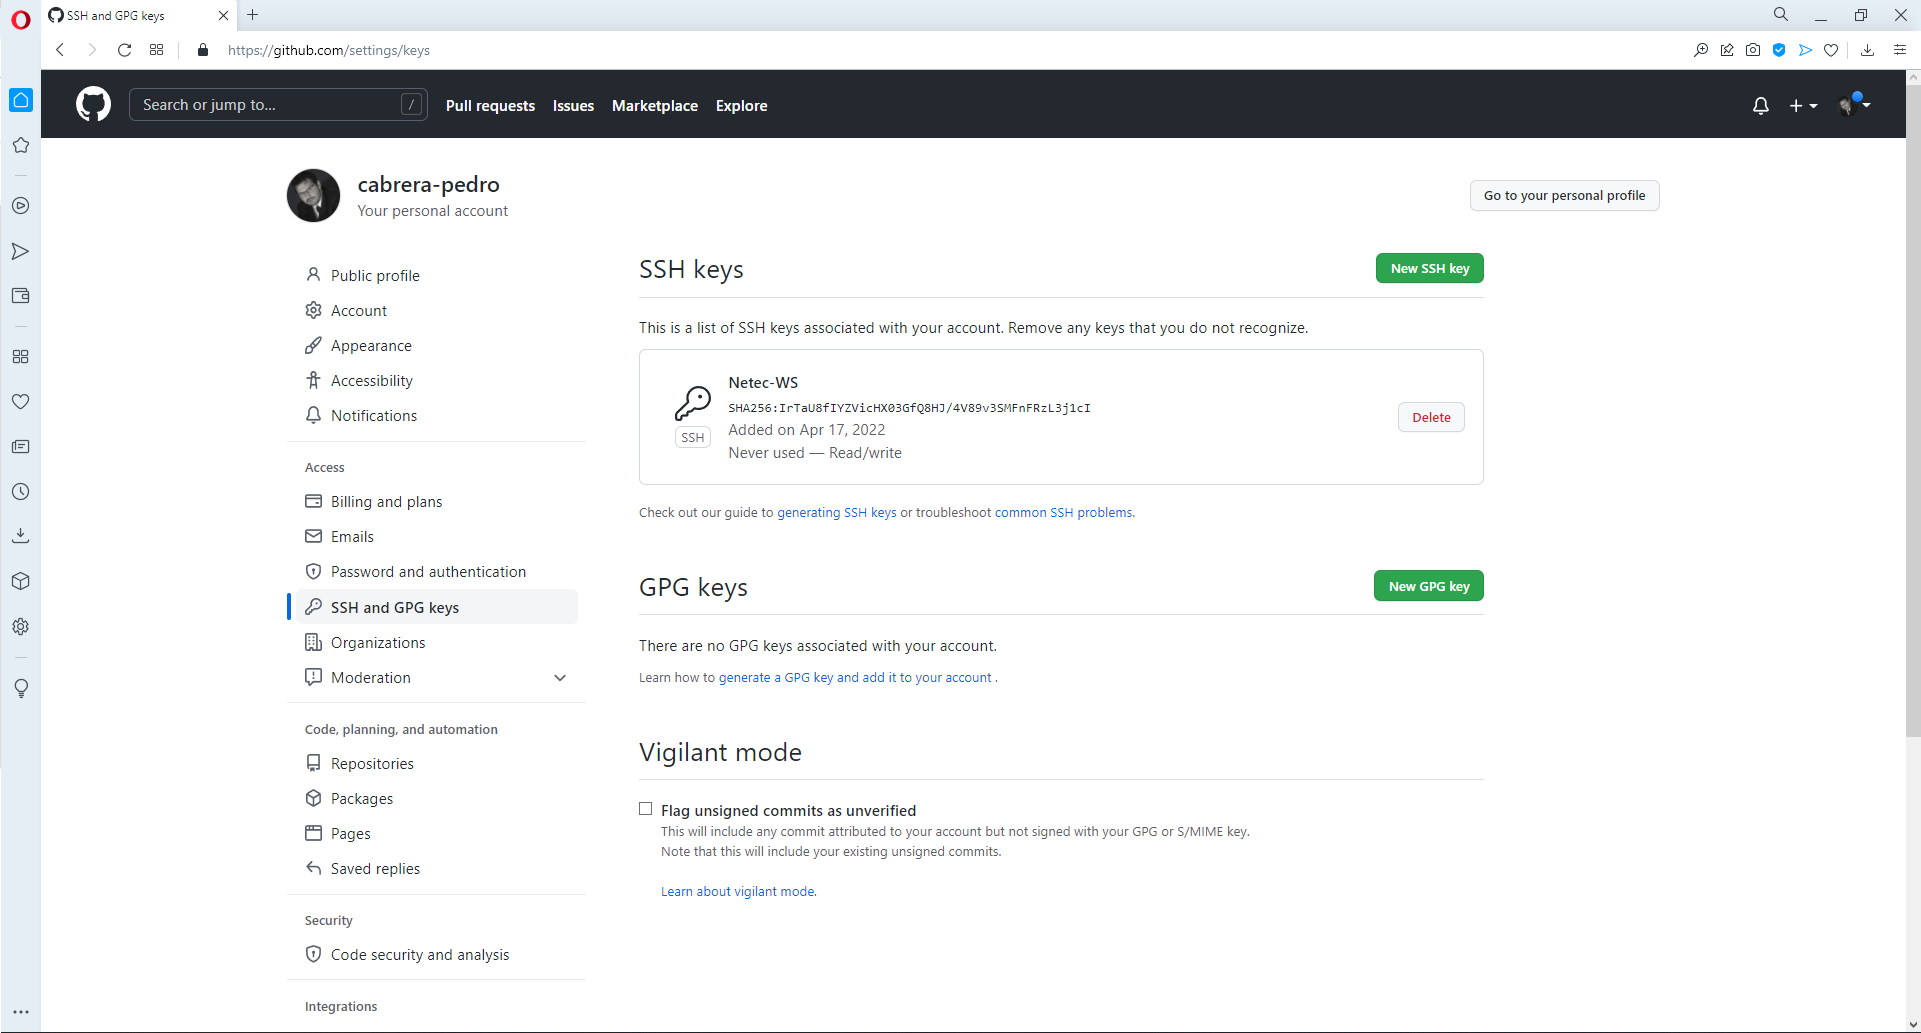 SSH and GPG keys
https://github.com/settings/keys
Search or jump to... /
Pull requests Issues Marketplace Explore
cabrera-pedro
Your personal account
Go to your personal profile
Public profile
Account
Appearance
Accessibility
Notifications
Access
Billing and plans
Emails
Password and authentication
SSH and GPG keys
Organizations
Moderation
Code, planning, and automation
Repositories
Packages
Pages
Saved replies
Security
Code security and analysis
Integrations
SSH keys
New SSH key
This is a list of SSH keys associated with your account. Remove any keys that you do not recognize.
Netec-WS
SHA256:IrTaU8fIYZVicHX03GfQ8HJ/4V89v3SMFnFRzL3j1cI
Added on Apr 17, 2022
Never used — Read/write
SSH
Delete
Check out our guide to generating SSH keys or troubleshoot common SSH problems.
GPG keys
New GPG key
There are no GPG keys associated with your account.
Learn how to generate a GPG key and add it to your account .
Vigilant mode
Flag unsigned commits as unverified
This will include any commit attributed to your account but not signed with your GPG or S/MIME key.
Note that this will include your existing unsigned commits.
Learn about vigilant mode.